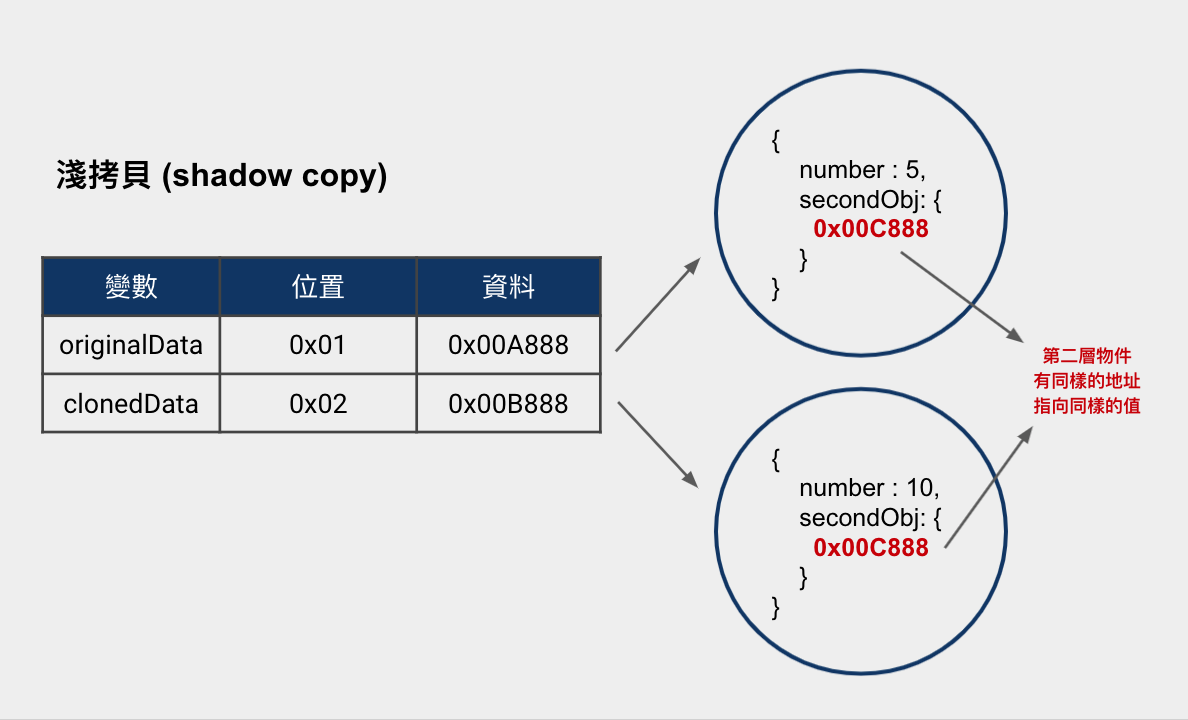 淺拷貝 (shadow copy)
變數 位置 資料
originalData 0x01 0x00A888
clonedData 0x02 0x00B888
{
number : 5,
secondObj: {
0x00C888
}
}
第二層物件
有同樣的地址
指向同樣的值
{
number : 10,
secondObj: {
0x00C888
}
}